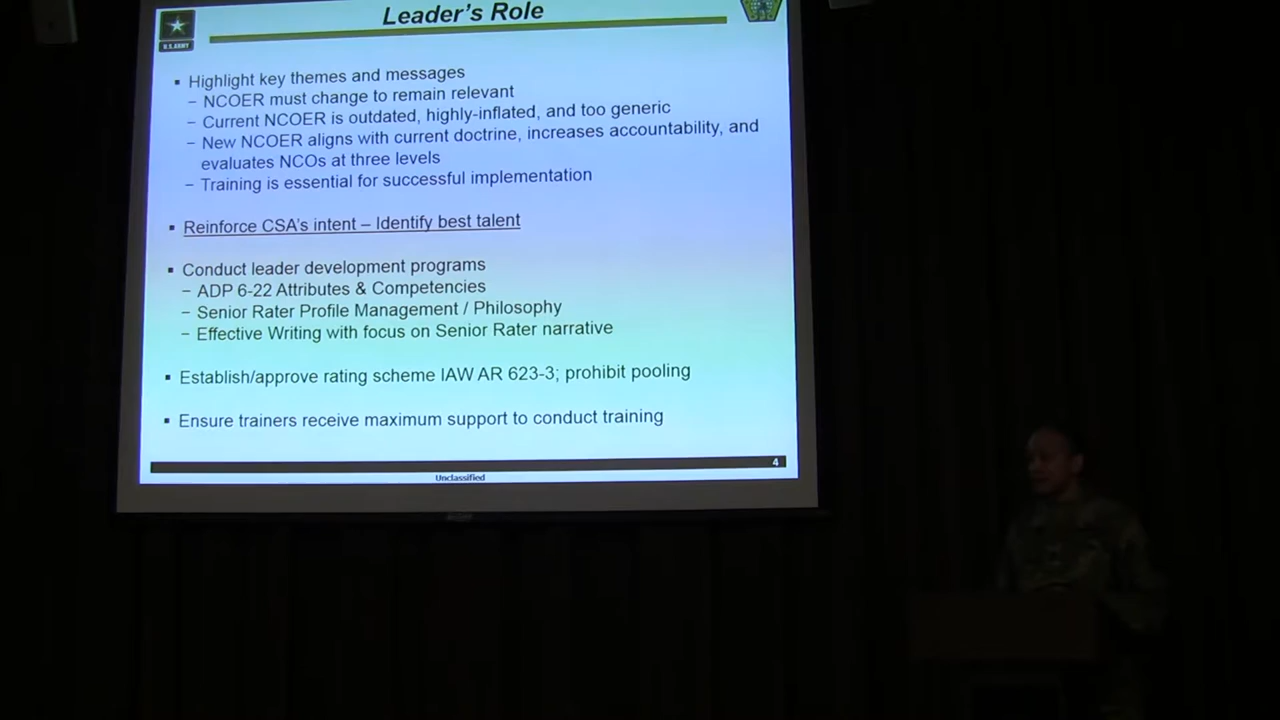 Leader's Role
U.S.ARMY
▪ Highlight key themes and messages
– NCOER must change to remain relevant
– Current NCOER is outdated, highly-inflated, and too generic
– New NCOER aligns with current doctrine, increases accountability, and
evaluates NCOs at three levels
– Training is essential for successful implementation
▪ Reinforce CSA's intent – Identify best talent
▪ Conduct leader development programs
– ADP 6-22 Attributes & Competencies
– Senior Rater Profile Management / Philosophy
– Effective Writing with focus on Senior Rater narrative
▪ Establish/approve rating scheme IAW AR 623-3; prohibit pooling
▪ Ensure trainers receive maximum support to conduct training
4
Unclassified